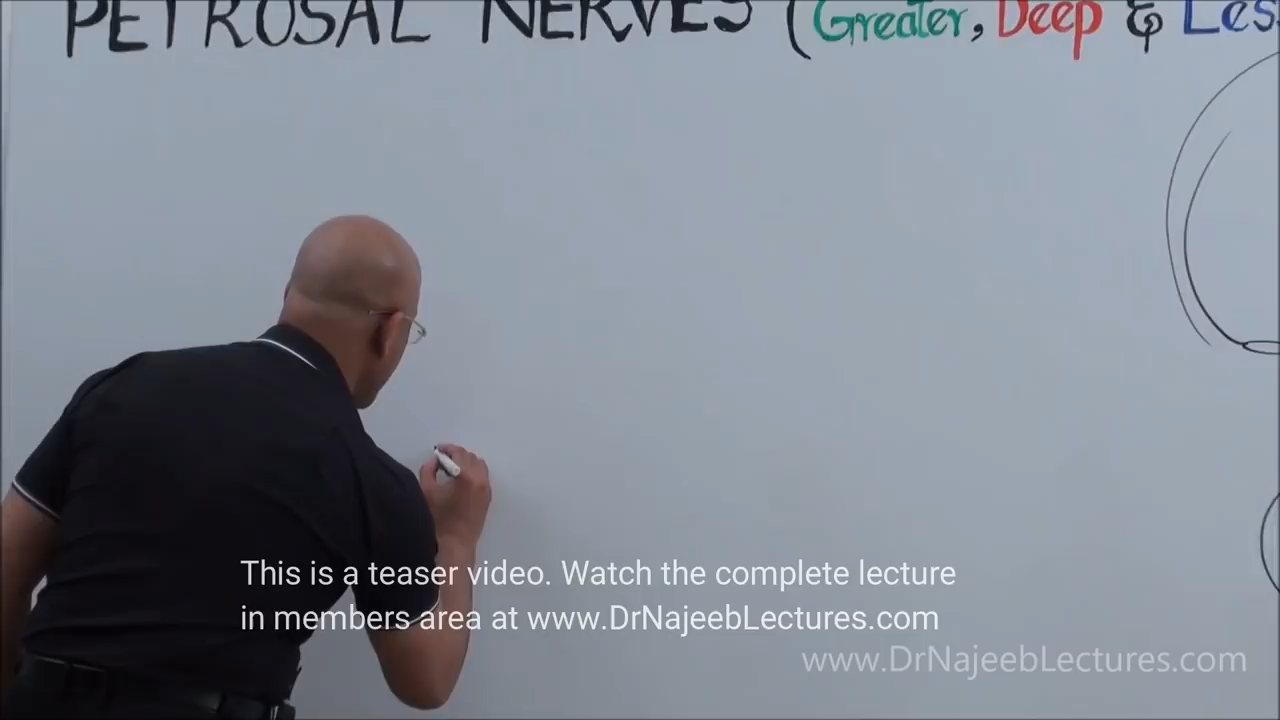 PETROSAL NERVES (Greater, Deep & Les
This is a teaser video. Watch the complete lecture
in members area at www.DrNajeebLectures.com
www.DrNajeebLectures.com